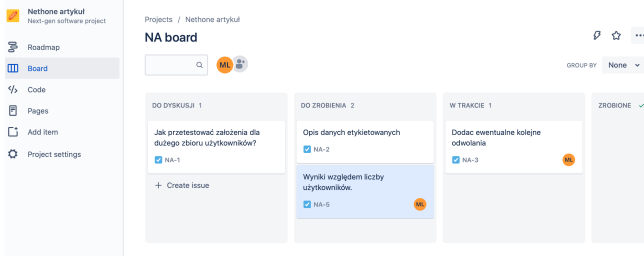 Nethone artykuł
Next-gen software project
Roadmap
Board
Code
Pages
Add item
Project settings
Projects / Nethone artykuł
NA board
ML
GROUP BY None
DO DYSKUSJI 1
Jak przetestować założenia dla
dużego zbioru użytkowników?
NA-1
+ Create issue
DO ZROBIENIA 2
Opis danych etykietowanych
NA-2
Wyniki względem liczby
użytkowników.
NA-5
ML
W TRAKCIE 1
Dodac ewentualne kolejne
odwolania
NA-3
ML
ZROBIONE